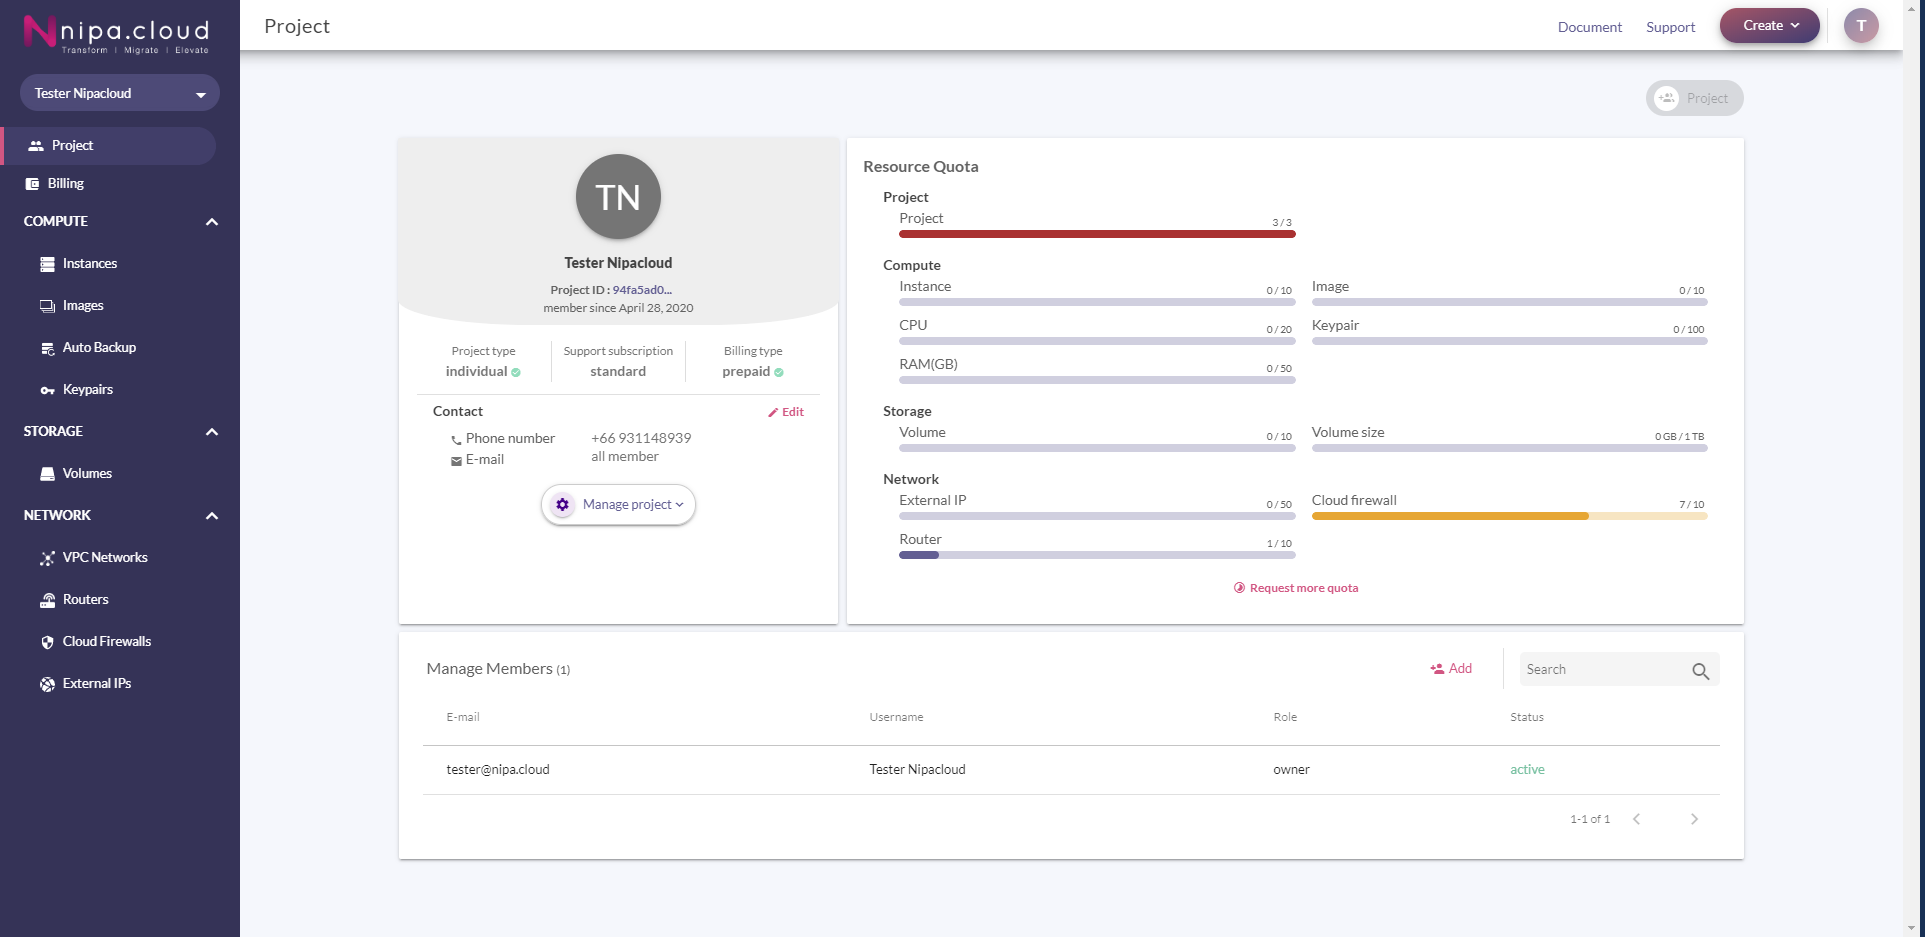 nipa.cloud
Transform | Migrate | Elevate
Tester Nipacloud
Project
Billing
COMPUTE
Instances
Images
Auto Backup
Keypairs
STORAGE
Volumes
NETWORK
VPC Networks
Routers
Cloud Firewalls
External IPs
Project
Document
Support
Create
T
Project
TN
Tester Nipacloud
Project ID : 94fa5ad0...
member since April 28, 2020
Project type
individual
Support subscription
standard
Billing type
prepaid
Contact
Edit
Phone number +66 931148939
E-mail all member
Manage project
Resource Quota
Project
Project 3 / 3
Compute
Instance 0 / 10
Image 0 / 10
CPU 0 / 20
Keypair 0 / 100
RAM(GB) 0 / 50
Storage
Volume 0 / 10
Volume size 0 GB / 1 TB
Network
External IP 0 / 50
Cloud firewall 7 / 10
Router 1 / 10
Request more quota
Manage Members (1)
Add
Search
E-mail Username Role Status
tester@nipa.cloud Tester Nipacloud owner active
1-1 of 1